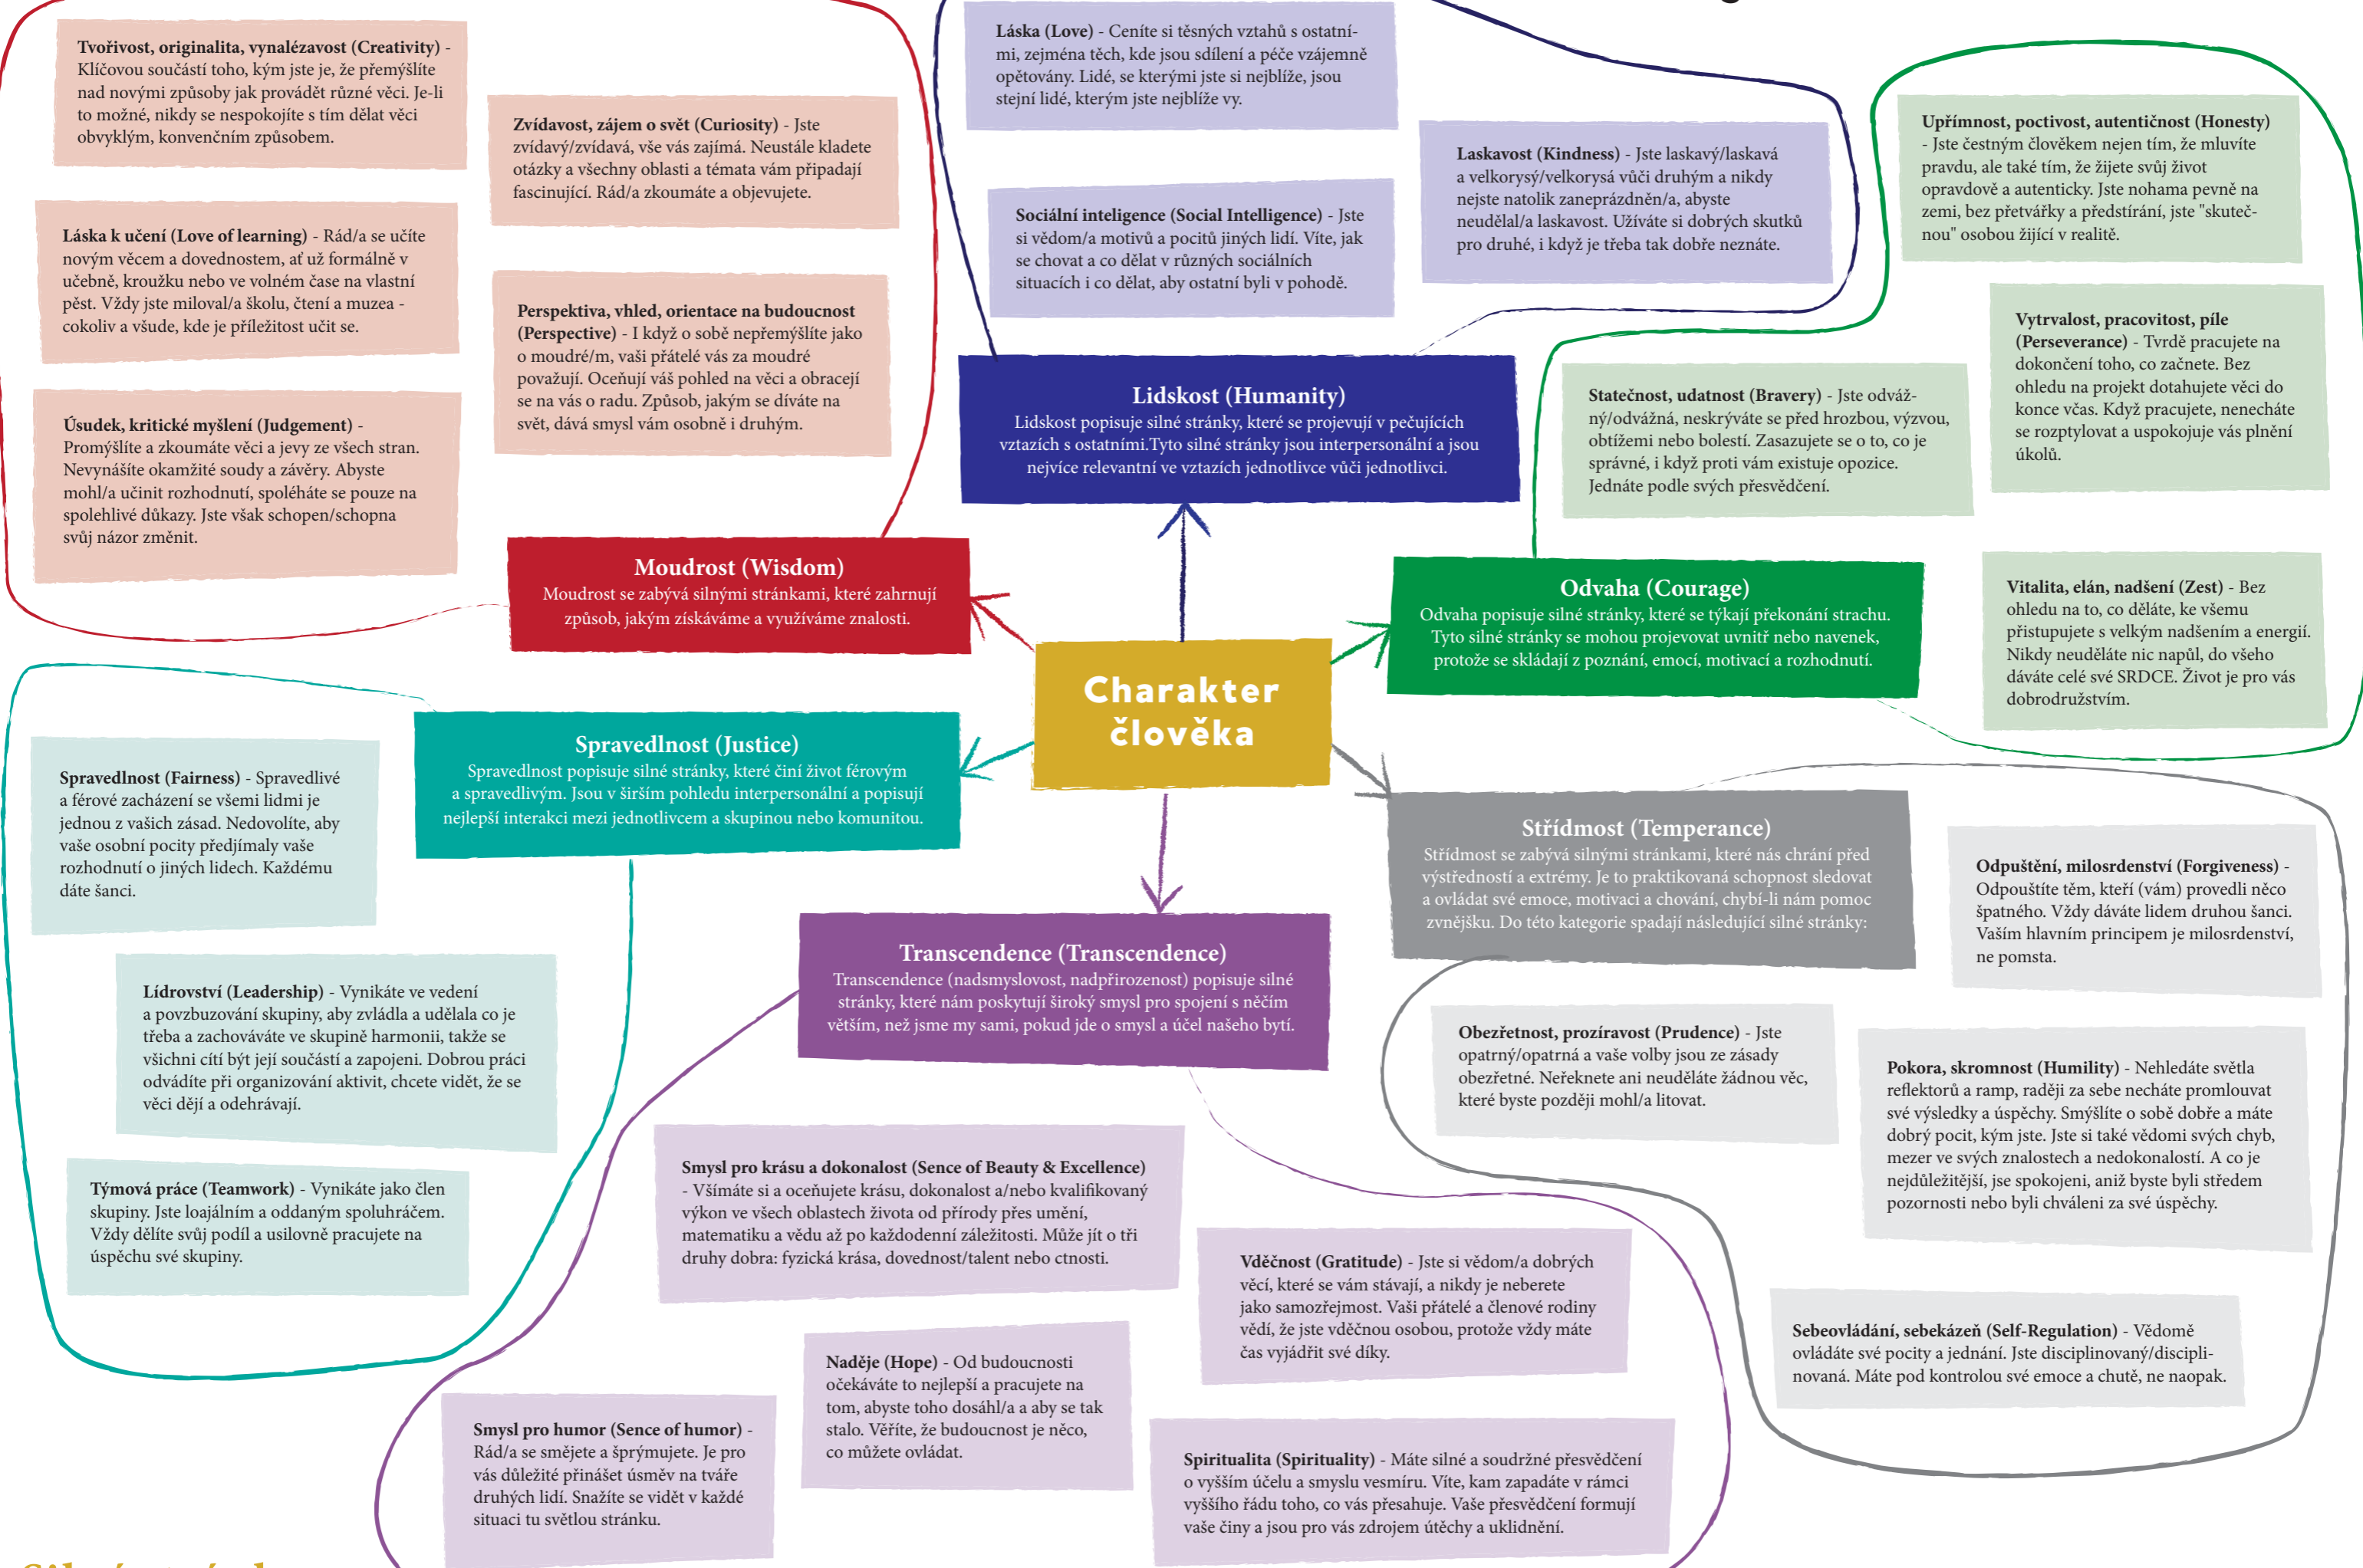 Tvořivost, originalita, vynalézavost (Creativity) -
Klíčovou součástí toho, kým jste je, že přemýšlíte
nad novými způsoby jak provádět různé věci. Je-li
to možné, nikdy se nespokojíte s tím dělat věci
obvyklým, konvenčním způsobem.
Zvídavost, zájem o svět (Curiosity) - Jste
zvídavý/zvídavá, vše vás zajímá. Neustále kladete
otázky a všechny oblasti a témata vám připadají
fascinující. Rád/a zkoumáte a objevujete.
Láska k učení (Love of learning) - Rád/a se učíte
novým věcem a dovednostem, ať už formálně v
učebně, kroužku nebo ve volném čase na vlastní
pěst. Vždy jste miloval/a školu, čtení a muzea -
cokoliv a všude, kde je příležitost učit se.
Perspektiva, vhled, orientace na budoucnost
(Perspective) - I když o sobě nepřemýšlíte jako
o moudré/m, vaši přátelé vás za moudré
považují. Oceňují váš pohled na věci a obracejí
se na vás o radu. Způsob, jakým se díváte na
svět, dává smysl vám osobně i druhým.
Úsudek, kritické myšlení (Judgement) -
Promýšlíte a zkoumáte věci a jevy ze všech stran.
Nevynášíte okamžité soudy a závěry. Abyste
mohl/a učinit rozhodnutí, spoléháte se pouze na
spolehlivé důkazy. Jste však schopen/schopna
svůj názor změnit.
Moudrost (Wisdom)
Moudrost se zabývá silnými stránkami, které zahrnují
způsob, jakým získáváme a využíváme znalosti.
Láska (Love) - Ceníte si těsných vztahů s ostatní-
mi, zejména těch, kde jsou sdílení a péče vzájemně
opětovány. Lidé, se kterými jste si nejblíže, jsou
stejní lidé, kterým jste nejblíže vy.
Laskavost (Kindness) - Jste laskavý/laskavá
a velkorysý/velkorysá vůči druhým a nikdy
nejste natolik zaneprázdněn/a, abyste
neudělal/a laskavost. Užíváte si dobrých skutků
pro druhé, i když je třeba tak dobře neznáte.
Sociální inteligence (Social Intelligence) - Jste
si vědom/a motivů a pocitů jiných lidí. Víte, jak
se chovat a co dělat v různých sociálních
situacích i co dělat, aby ostatní byli v pohodě.
Lidskost (Humanity)
Lidskost popisuje silné stránky, které se projevují v pečujících
vztazích s ostatními.Tyto silné stránky jsou interpersonální a jsou
nejvíce relevantní ve vztazích jednotlivce vůči jednotlivci.
Upřímnost, poctivost, autentičnost (Honesty)
- Jste čestným člověkem nejen tím, že mluvíte
pravdu, ale také tím, že žijete svůj život
opravdově a autenticky. Jste nohama pevně na
zemi, bez přetvářky a předstírání, jste "skuteč-
nou" osobou žijící v realitě.
Vytrvalost, pracovitost, píle
(Perseverance) - Tvrdě pracujete na
dokončení toho, co začnete. Bez
ohledu na projekt dotahujete věci do
konce včas. Když pracujete, nenecháte
se rozptylovat a uspokojuje vás plnění
úkolů.
Statečnost, udatnost (Bravery) - Jste odváž-
ný/odvážná, neskrýváte se před hrozbou, výzvou,
obtížemi nebo bolestí. Zasazujete se o to, co je
správné, i když proti vám existuje opozice.
Jednáte podle svých přesvědčení.
Odvaha (Courage)
Odvaha popisuje silné stránky, které se týkají překonání strachu.
Tyto silné stránky se mohou projevovat uvnitř nebo navenek,
protože se skládají z poznání, emocí, motivací a rozhodnutí.
Vitalita, elán, nadšení (Zest) - Bez
ohledu na to, co děláte, ke všemu
přistupujete s velkým nadšením a energií.
Nikdy neuděláte nic napůl, do všeho
dáváte celé své SRDCE. Život je pro vás
dobrodružstvím.
Charakter
člověka
Spravedlnost (Justice)
Spravedlnost popisuje silné stránky, které činí život férovým
a spravedlivým. Jsou v širším pohledu interpersonální a popisují
nejlepší interakci mezi jednotlivcem a skupinou nebo komunitou.
Spravedlnost (Fairness) - Spravedlivé
a férové zacházení se všemi lidmi je
jednou z vašich zásad. Nedovolíte, aby
vaše osobní pocity předjímaly vaše
rozhodnutí o jiných lidech. Každému
dáte šanci.
Lídrovství (Leadership) - Vynikáte ve vedení
a povzbuzování skupiny, aby zvládla a udělala co je
třeba a zachováváte ve skupině harmonii, takže se
všichni cítí být její součástí a zapojeni. Dobrou práci
odvádíte při organizování aktivit, chcete vidět, že se
věci dějí a odehrávají.
Týmová práce (Teamwork) - Vynikáte jako člen
skupiny. Jste loajálním a oddaným spoluhráčem.
Vždy dělíte svůj podíl a usilovně pracujete na
úspěchu své skupiny.
Střídmost (Temperance)
Střídmost se zabývá silnými stránkami, které nás chrání před
výstředností a extrémy. Je to praktikovaná schopnost sledovat
a ovládat své emoce, motivaci a chování, chybí-li nám pomoc
zvnějšku. Do této kategorie spadají následující silné stránky:
Odpuštění, milosrdenství (Forgiveness) -
Odpouštíte těm, kteří (vám) provedli něco
špatného. Vždy dáváte lidem druhou šanci.
Vaším hlavním principem je milosrdenství,
ne pomsta.
Obezřetnost, prozíravost (Prudence) - Jste
opatrný/opatrná a vaše volby jsou ze zásady
obezřetné. Neřeknete ani neuděláte žádnou věc,
které byste později mohl/a litovat.
Pokora, skromnost (Humility) - Nehledáte světla
reflektorů a ramp, raději za sebe necháte promlouvat
své výsledky a úspěchy. Smýšlíte o sobě dobře a máte
dobrý pocit, kým jste. Jste si také vědomi svých chyb,
mezer ve svých znalostech a nedokonalostí. A co je
nejdůležitější, jse spokojeni, aniž byste byli středem
pozornosti nebo byli chváleni za své úspěchy.
Sebeovládání, sebekázeň (Self-Regulation) - Vědomě
ovládáte své pocity a jednání. Jste disciplinovaný/discipli-
novaná. Máte pod kontrolou své emoce a chutě, ne naopak.
Transcendence (Transcendence)
Transcendence (nadsmyslovost, nadpřirozenost) popisuje silné
stránky, které nám poskytují široký smysl pro spojení s něčím
větším, než jsme my sami, pokud jde o smysl a účel našeho bytí.
Smysl pro krásu a dokonalost (Sence of Beauty & Excellence)
- Všímáte si a oceňujete krásu, dokonalost a/nebo kvalifikovaný
výkon ve všech oblastech života od přírody přes umění,
matematiku a vědu až po každodenní záležitosti. Může jít o tři
druhy dobra: fyzická krása, dovednost/talent nebo ctnosti.
Vděčnost (Gratitude) - Jste si vědom/a dobrých
věcí, které se vám stávají, a nikdy je neberete
jako samozřejmost. Vaši přátelé a členové rodiny
vědí, že jste vděčnou osobou, protože vždy máte
čas vyjádřit své díky.
Naděje (Hope) - Od budoucnosti
očekáváte to nejlepší a pracujete na
tom, abyste toho dosáhl/a a aby se tak
stalo. Věříte, že budoucnost je něco,
co můžete ovládat.
Smysl pro humor (Sence of humor) -
Rád/a se smějete a šprýmujete. Je pro
vás důležité přinášet úsměv na tváře
druhých lidí. Snažíte se vidět v každé
situaci tu světlou stránku.
Spiritualita (Spirituality) - Máte silné a soudržné přesvědčení
o vyšším účelu a smyslu vesmíru. Víte, kam zapadáte v rámci
vyššího řádu toho, co vás přesahuje. Vaše přesvědčení formují
vaše činy a jsou pro vás zdrojem útěchy a uklidnění.